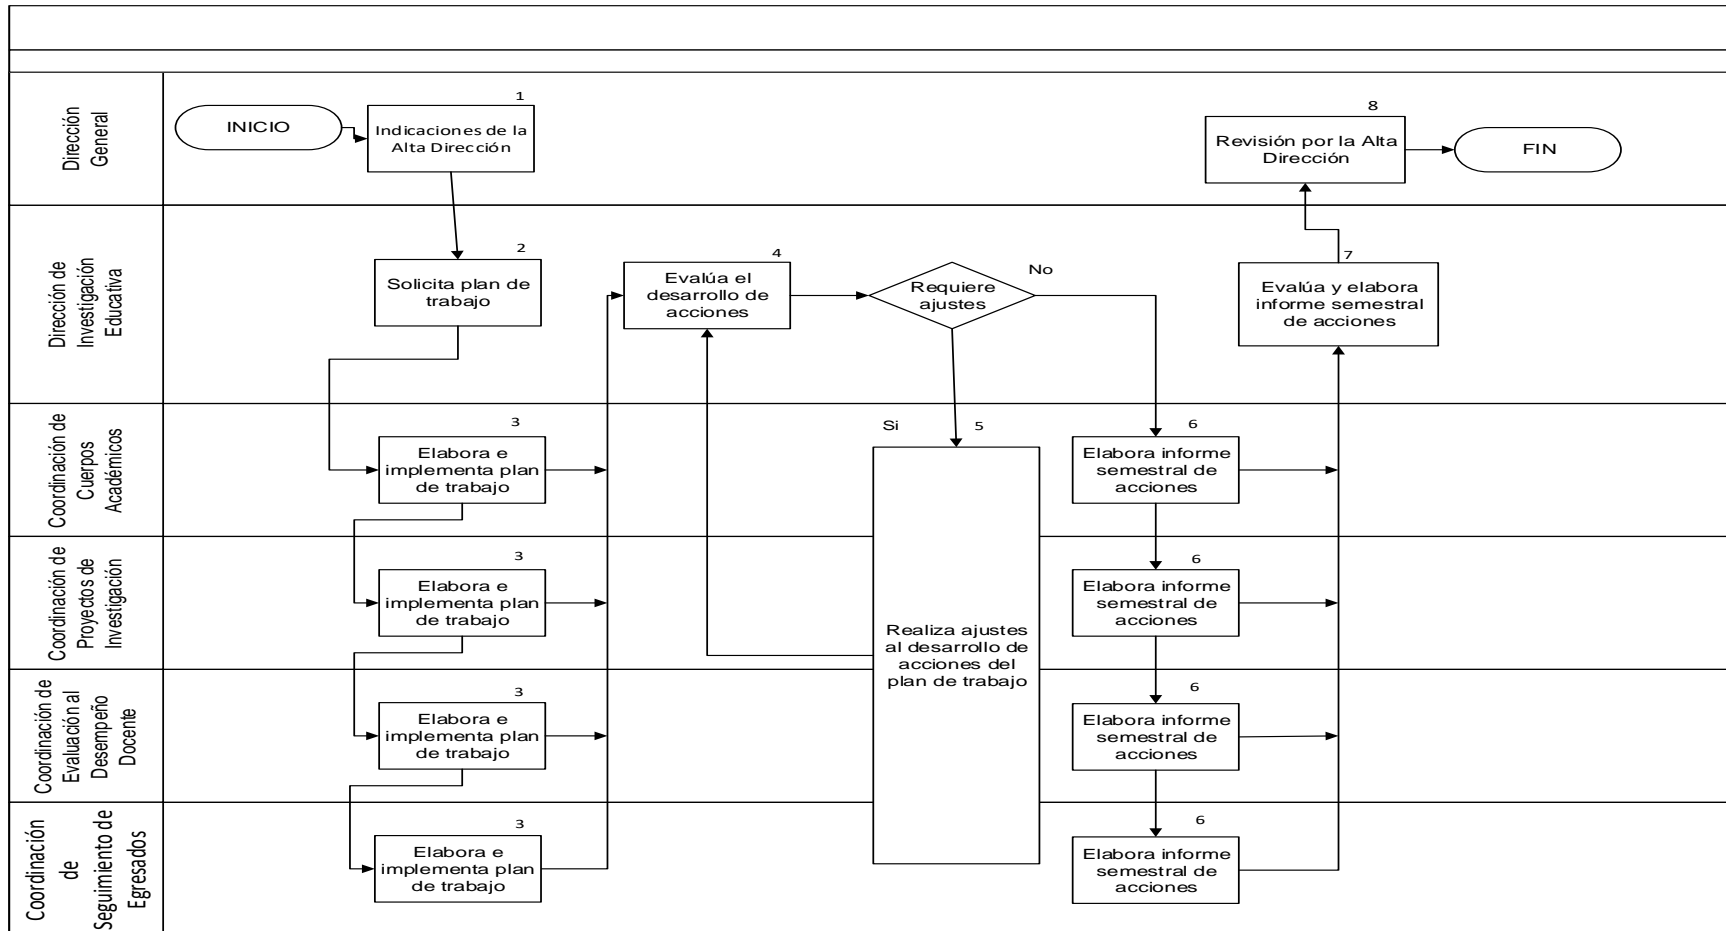 Dirección
General
INICIO
1
Indicaciones de la
Alta Dirección
8
Revisión por la Alta
Dirección
FIN
Dirección de
Investigación
Educativa
2
Solicita plan de
trabajo
4
Evalúa el
desarrollo de
acciones
Requiere
ajustes
No
7
Evalúa y elabora
informe semestral
de acciones
Coordinación de
Cuerpos
Académicos
3
Elabora e
implementa plan
de trabajo
Si
5
Realiza ajustes
al desarrollo de
acciones del
plan de trabajo
6
Elabora informe
semestral de
acciones
Coordinación de
Proyectos de
Investigación
3
Elabora e
implementa plan
de trabajo
6
Elabora informe
semestral de
acciones
Coordinación de
Evaluación al
Desempeño
Docente
3
Elabora e
implementa plan
de trabajo
6
Elabora informe
semestral de
acciones
Coordinación
de
Seguimiento de
Egresados
3
Elabora e
implementa plan
de trabajo
6
Elabora informe
semestral de
acciones